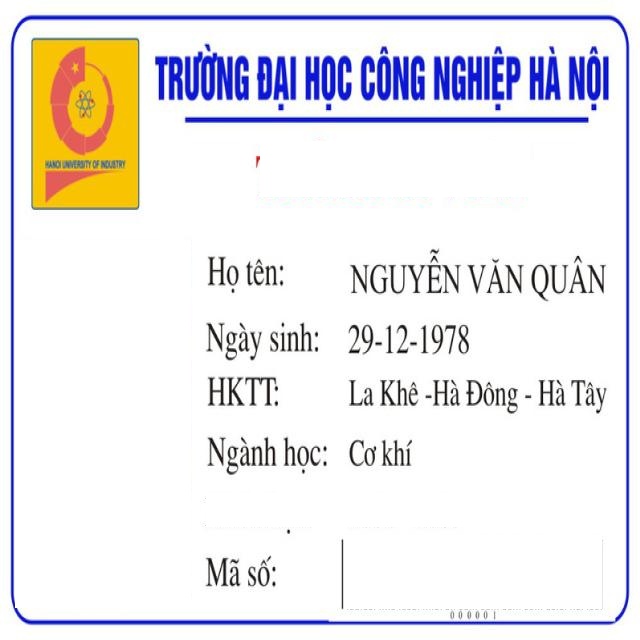 TRƯỜNG ĐẠI HỌC CÔNG NGHIỆP HÀ NỘI
HANOI UNIVERSITY OF INDUSTRY
Họ tên: NGUYỄN VĂN QUÂN
Ngày sinh: 29-12-1978
HKTT: La Khê -Hà Đông - Hà Tây
Ngành học: Cơ khí
Mã số:
000001